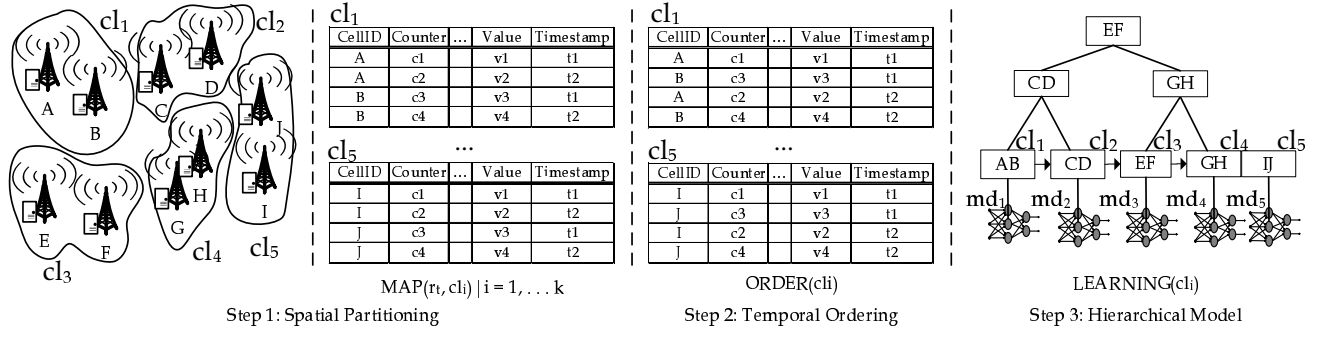 cl1
cl2
A
B
C
D
J
H
E
F
G
I
cl3
cl4
cl5
cl1
CellID Counter ... Value Timestamp
A c1 v1 t1
A c2 v2 t2
B c3 v3 t1
B c4 v4 t2
...
cl5
CellID Counter ... Value Timestamp
I c1 v1 t1
I c2 v2 t2
J c3 v3 t1
J c4 v4 t2
MAP(rt, cli) | i = 1, . . . k
Step 1: Spatial Partitioning
cl1
CellID Counter ... Value Timestamp
A c1 v1 t1
B c3 v3 t1
A c2 v2 t2
B c4 v4 t2
...
cl5
CellID Counter ... Value Timestamp
I c1 v1 t1
J c3 v3 t1
I c2 v2 t2
J c4 v4 t2
ORDER(cli)
Step 2: Temporal Ordering
EF
CD GH
cl1 cl2 cl3 cl4 cl5
AB CD EF GH IJ
md1 md2 md3 md4 md5
LEARNING(cli)
Step 3: Hierarchical Model